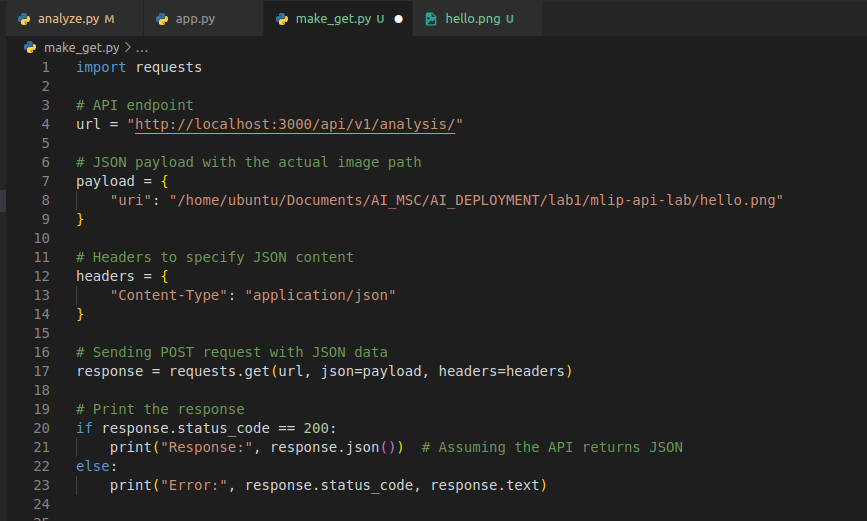 analyze.py M
app.py
make_get.py U
hello.png U
make_get.py > ...
1 import requests
2
3 # API endpoint
4 url = "http://localhost:3000/api/v1/analysis/"
5
6 # JSON payload with the actual image path
7 payload = {
8     "uri": "/home/ubuntu/Documents/AI_MSC/AI_DEPLOYMENT/lab1/mlip-api-lab/hello.png"
9 }
10
11 # Headers to specify JSON content
12 headers = {
13     "Content-Type": "application/json"
14 }
15
16 # Sending POST request with JSON data
17 response = requests.get(url, json=payload, headers=headers)
18
19 # Print the response
20 if response.status_code == 200:
21     print("Response:", response.json())  # Assuming the API returns JSON
22 else:
23     print("Error:", response.status_code, response.text)
24